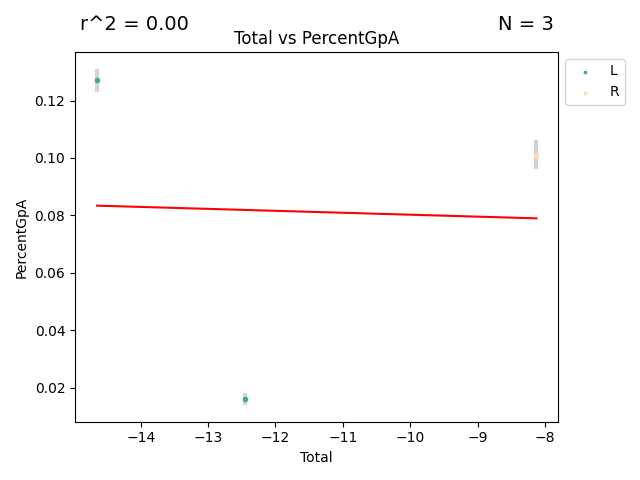 r^2 = 0.00
N = 3
Total vs PercentGpA
L
R
0.12
0.10
0.08
0.06
0.04
0.02
PercentGpA
−14
−13
−12
−11
−10
−9
−8
Total